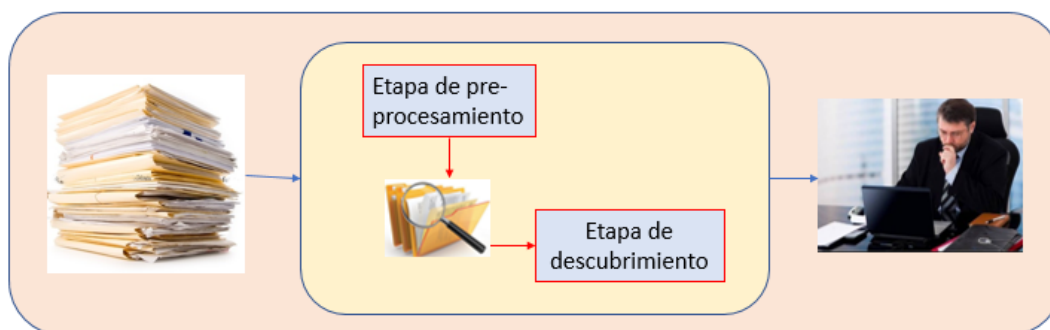 Etapa de pre-
procesamiento
Etapa de
descubrimiento